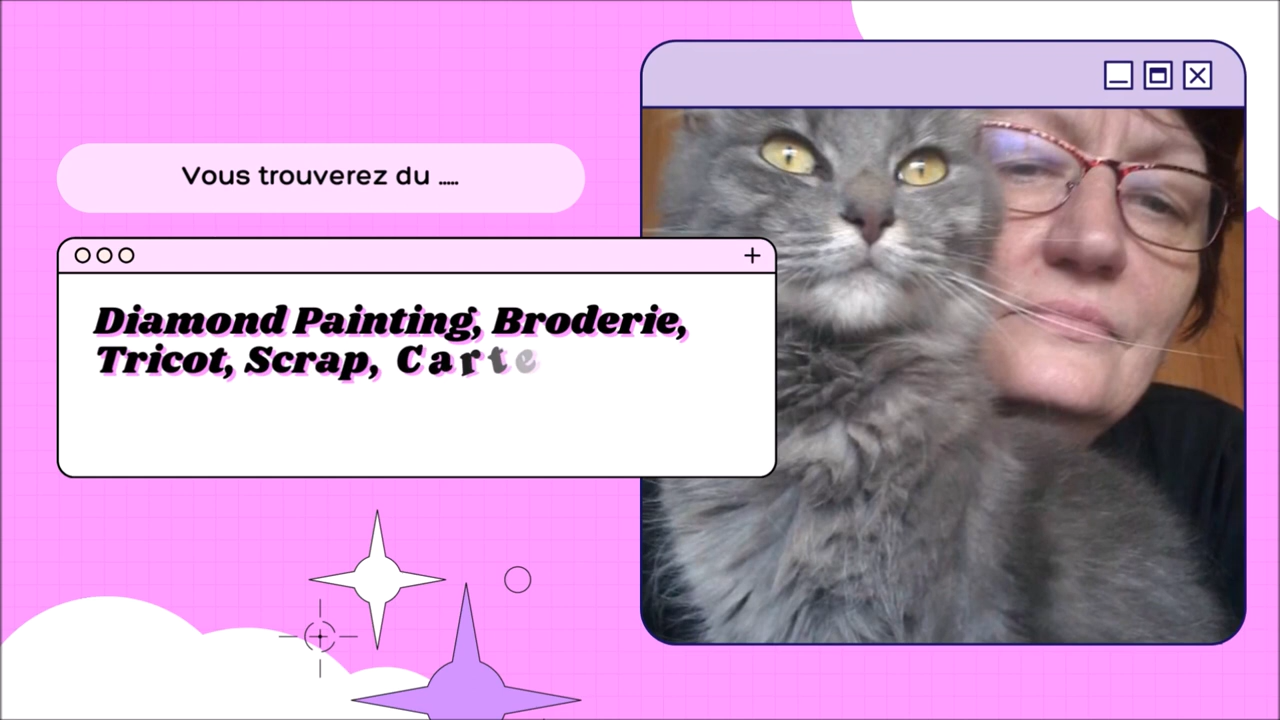 Vous trouverez du .....
Diamond Painting, Broderie,
Tricot, Scrap, Carte